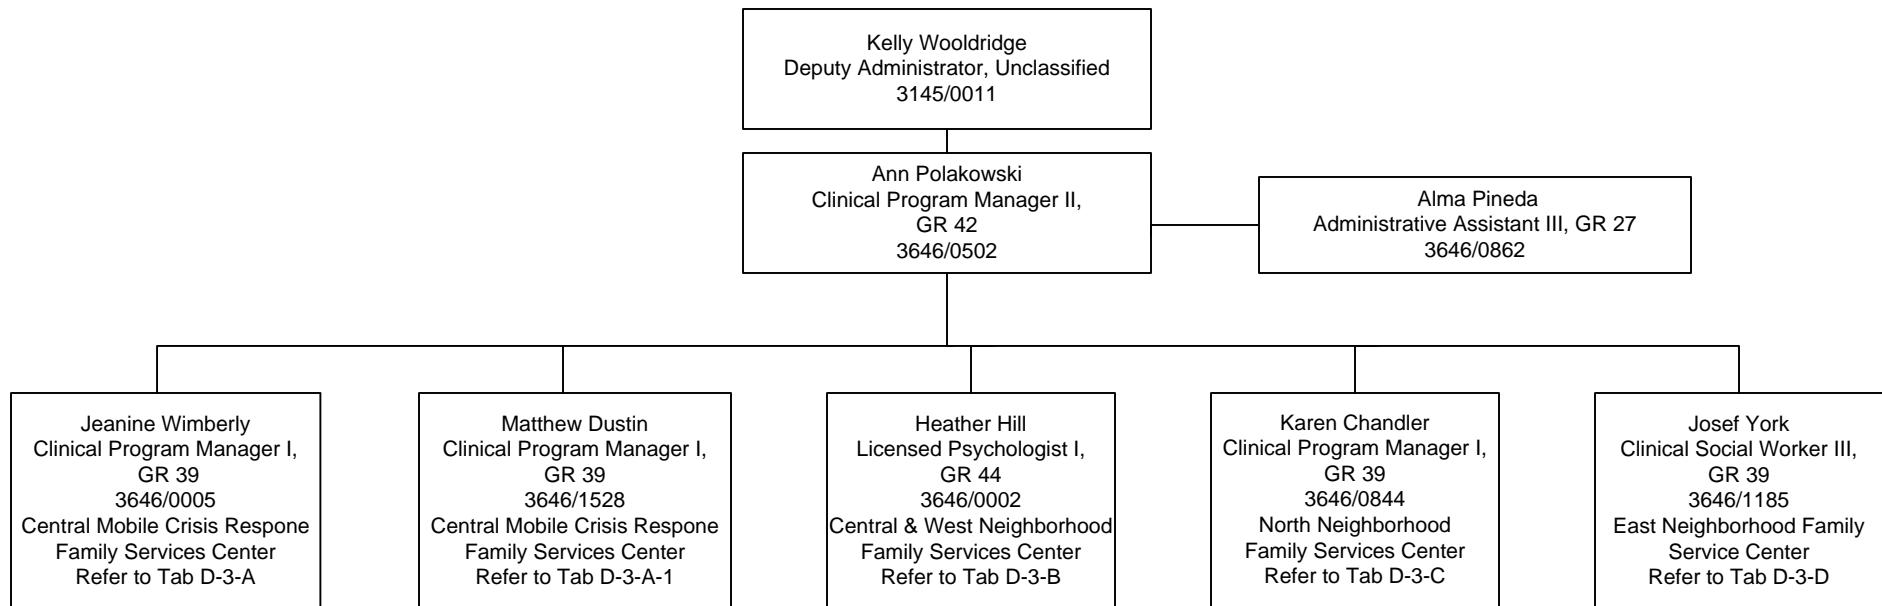 Kelly Wooldridge
Deputy Administrator, Unclassified
3145/0011
Ann Polakowski
Clinical Program Manager II,
GR 42
3646/0502
Alma Pineda
Administrative Assistant III, GR 27
3646/0862
Jeanine Wimberly
Clinical Program Manager I,
GR 39
3646/0005
Central Mobile Crisis Respone
Family Services Center
Refer to Tab D-3-A
Matthew Dustin
Clinical Program Manager I,
GR 39
3646/1528
Central Mobile Crisis Respone
Family Services Center
Refer to Tab D-3-A-1
Heather Hill
Licensed Psychologist I,
GR 44
3646/0002
Central & West Neighborhood
Family Services Center
Refer to Tab D-3-B
Karen Chandler
Clinical Program Manager I,
GR 39
3646/0844
North Neighborhood
Family Services Center
Refer to Tab D-3-C
Josef York
Clinical Social Worker III,
GR 39
3646/1185
East Neighborhood Family
Service Center
Refer to Tab D-3-D